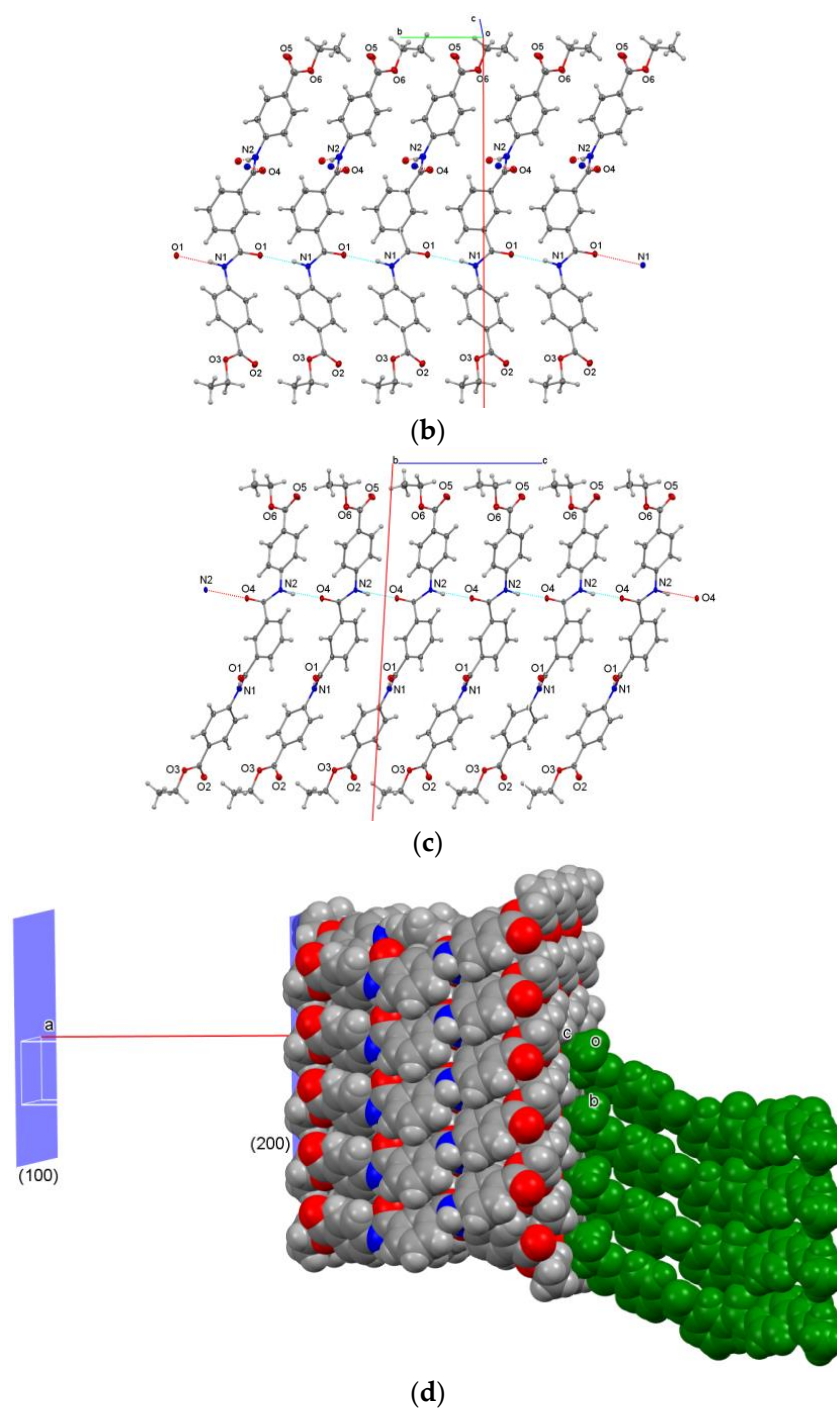 c
b o
O5 O5 O5 O5 O5
O6 O6 O6 O6 O6
N2 N2 N2 N2 N2
O4 O4 O4 O4 O4
O1 N1 O1 N1 O1 N1 O1 N1 O1 N1 O1 N1
O3 O2 O3 O2 O3 O2 O3 O2 O3 O2
(b)
b c
O5 O5 O5 O5 O5 O5
O6 O6 O6 O6 O6 O6
N2 O4 N2 O4 N2 O4 N2 O4 N2 O4 N2 O4 N2 O4
O1 O1 O1 O1 O1 O1
N1 N1 N1 N1 N1 N1
O3 O2 O3 O2 O3 O2 O3 O2 O3 O2 O3 O2
(c)
a c o
b
(200)
(100)
(d)